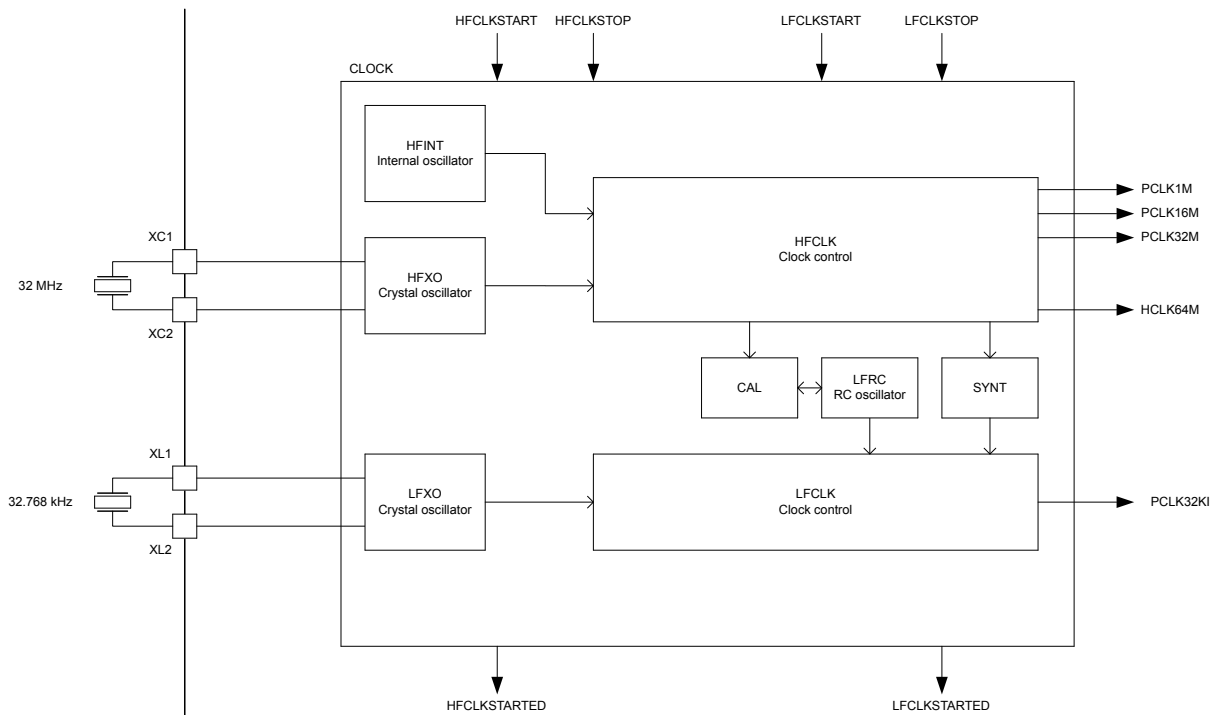 HFCLKSTART
HFCLKSTOP
LFCLKSTART
LFCLKSTOP
CLOCK
HFINT
Internal oscillator
PCLK1M
PCLK16M
PCLK32M
HFCLK
Clock control
XC1
HFXO
Crystal oscillator
32 MHz
XC2
HCLK64M
CAL
LFRC
RC oscillator
SYNT
XL1
32.768 kHz
XL2
LFXO
Crystal oscillator
LFCLK
Clock control
PCLK32KI
HFCLKSTARTED
LFCLKSTARTED